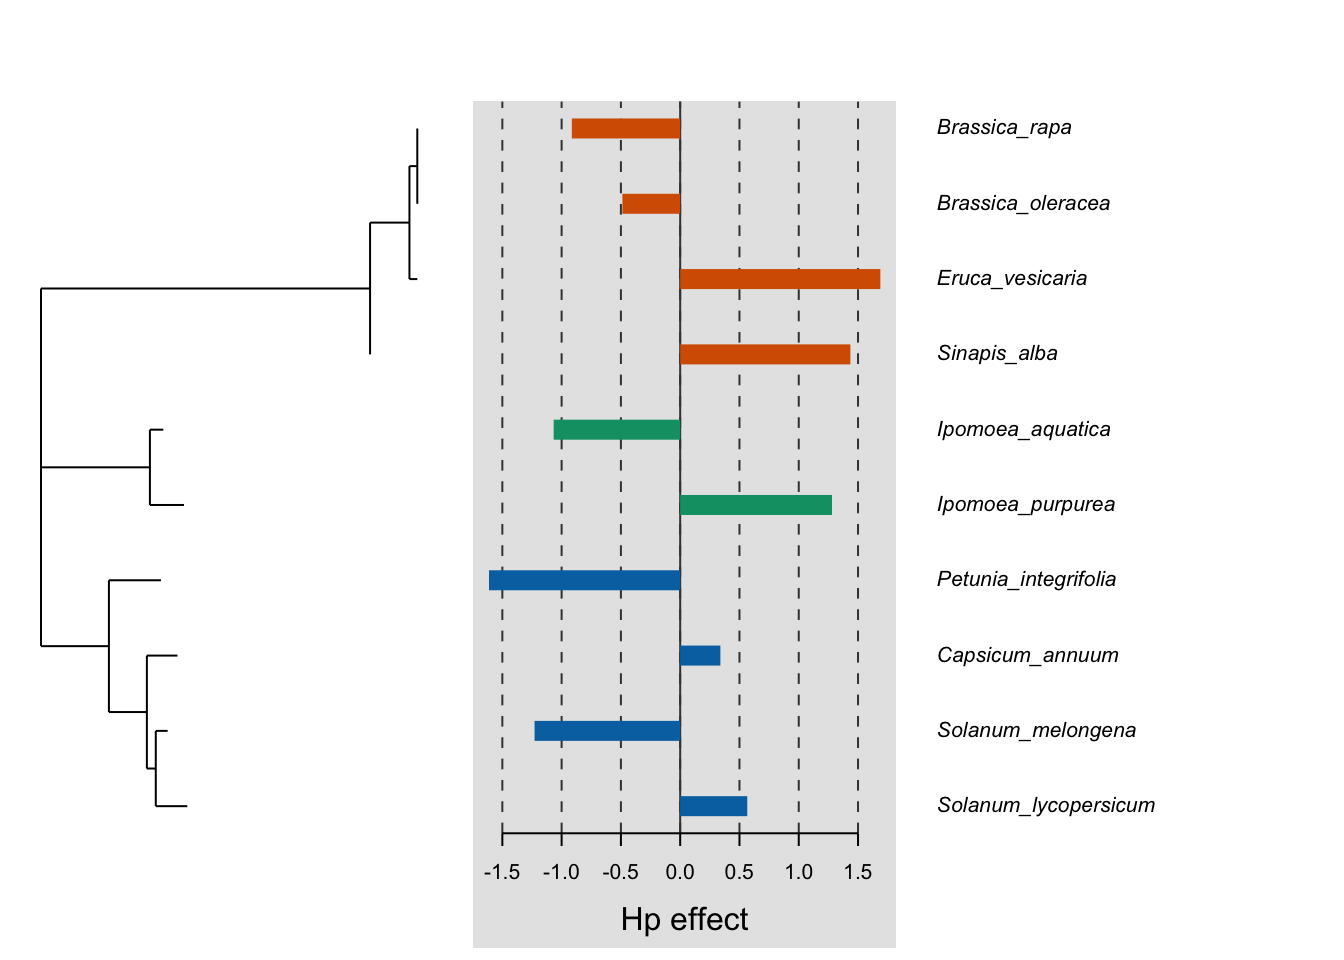 Brassica_rapa
Brassica_oleracea
Eruca_vesicaria
Sinapis_alba
Ipomoea_aquatica
Ipomoea_purpurea
Petunia_integrifolia
Capsicum_annuum
Solanum_melongena
Solanum_lycopersicum
-1.5 -1.0 -0.5 0.0 0.5 1.0 1.5
Hp effect